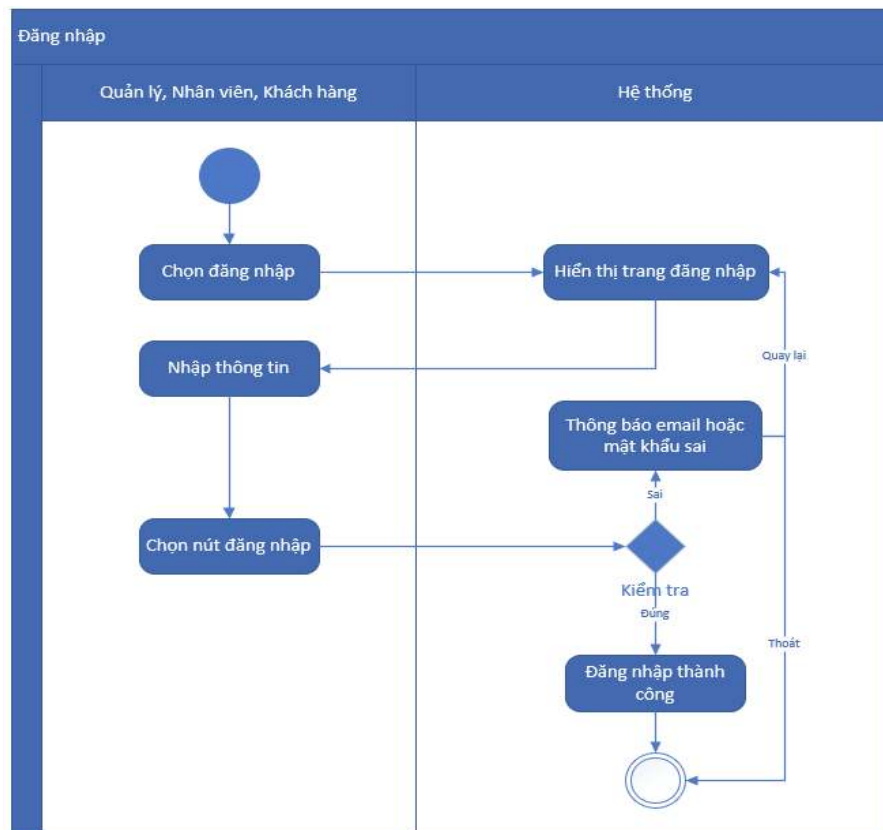 Đăng nhập
Quản lý, Nhân viên, Khách hàng
Hệ thống
Chọn đăng nhập
Hiển thị trang đăng nhập
Nhập thông tin
Quay lại
Thông báo email hoặc
mật khẩu sai
Sai
Chọn nút đăng nhập
Kiểm tra
Đúng
Thoát
Đăng nhập thành
công